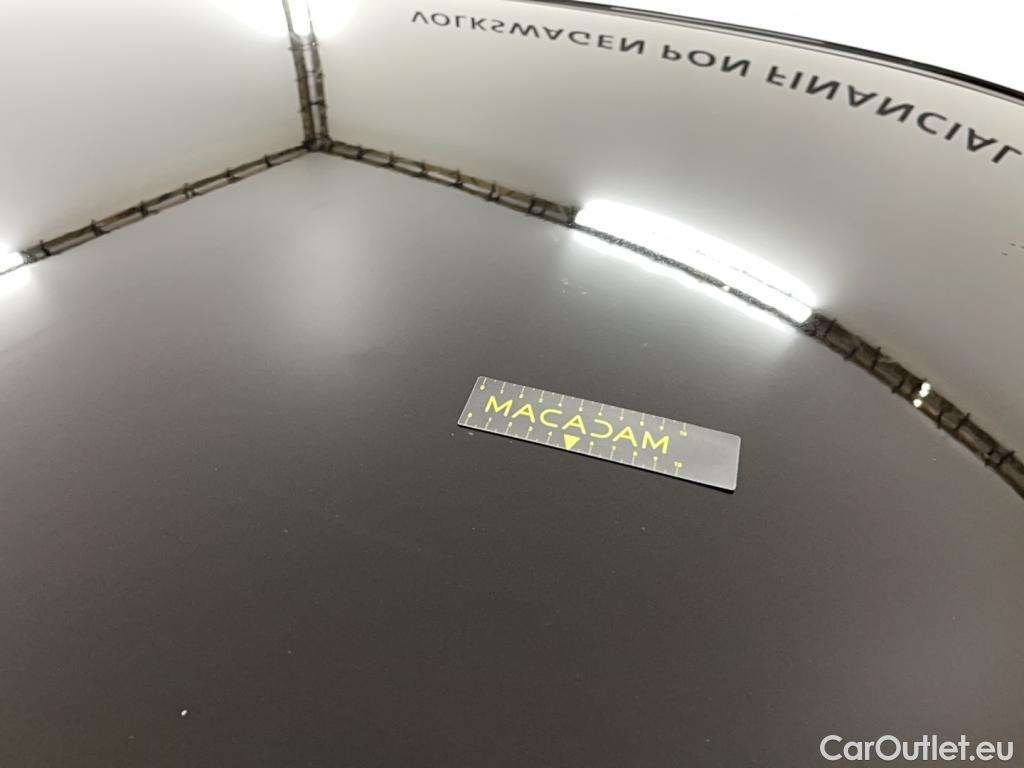 VOLKSWAGEN PON FINANCIAL
MACADAM
CarOutlet.eu